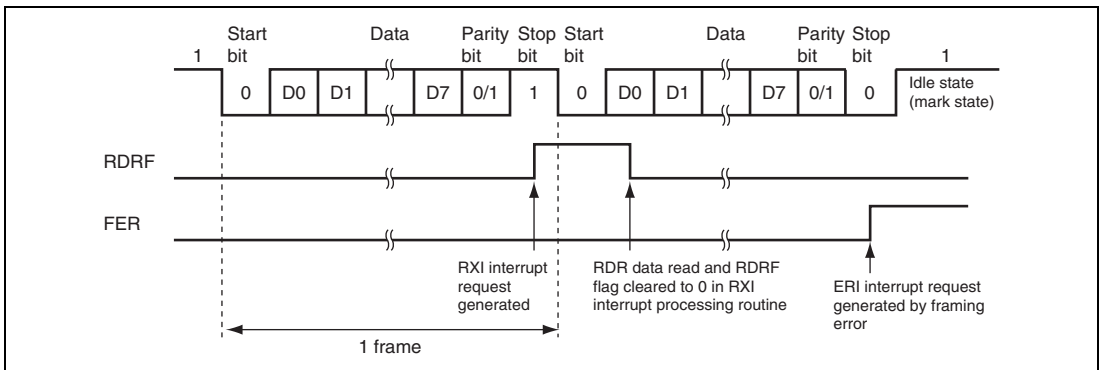 Start Data Parity Stop Start Data Parity Stop
1 bit bit bit bit bit bit 1
0 D0 D1 D7 0/1 1 0 D0 D1 D7 0/1 0 Idle state
(mark state)
RDRF
FER
RXI interrupt
request
generated
RDR data read and RDRF
flag cleared to 0 in RXI
interrupt processing routine
ERI interrupt request
generated by framing
error
1 frame